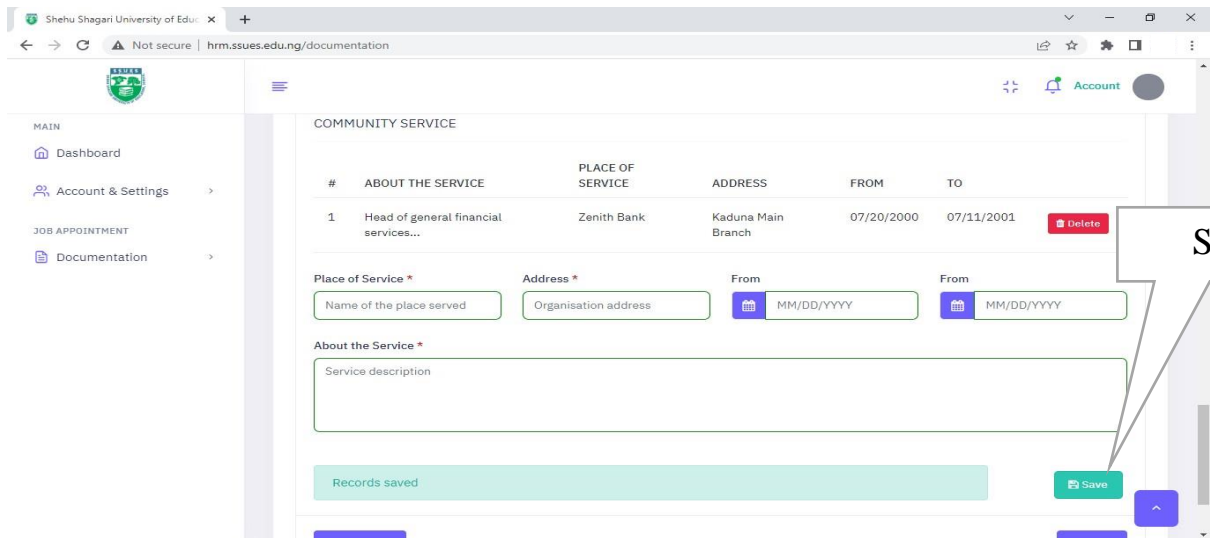 Shehu Shagari University of Educ
Not secure | hrm.ssues.edu.ng/documentation
SSUES
Account
MAIN
Dashboard
Account & Settings
JOB APPOINTMENT
Documentation
COMMUNITY SERVICE
# ABOUT THE SERVICE PLACE OF SERVICE ADDRESS FROM TO
1 Head of general financial services... Zenith Bank Kaduna Main Branch 07/20/2000 07/11/2001 Delete
S
Place of Service * Address * From From
Name of the place served Organisation address MM/DD/YYYY MM/DD/YYYY
About the Service *
Service description
Records saved
Save